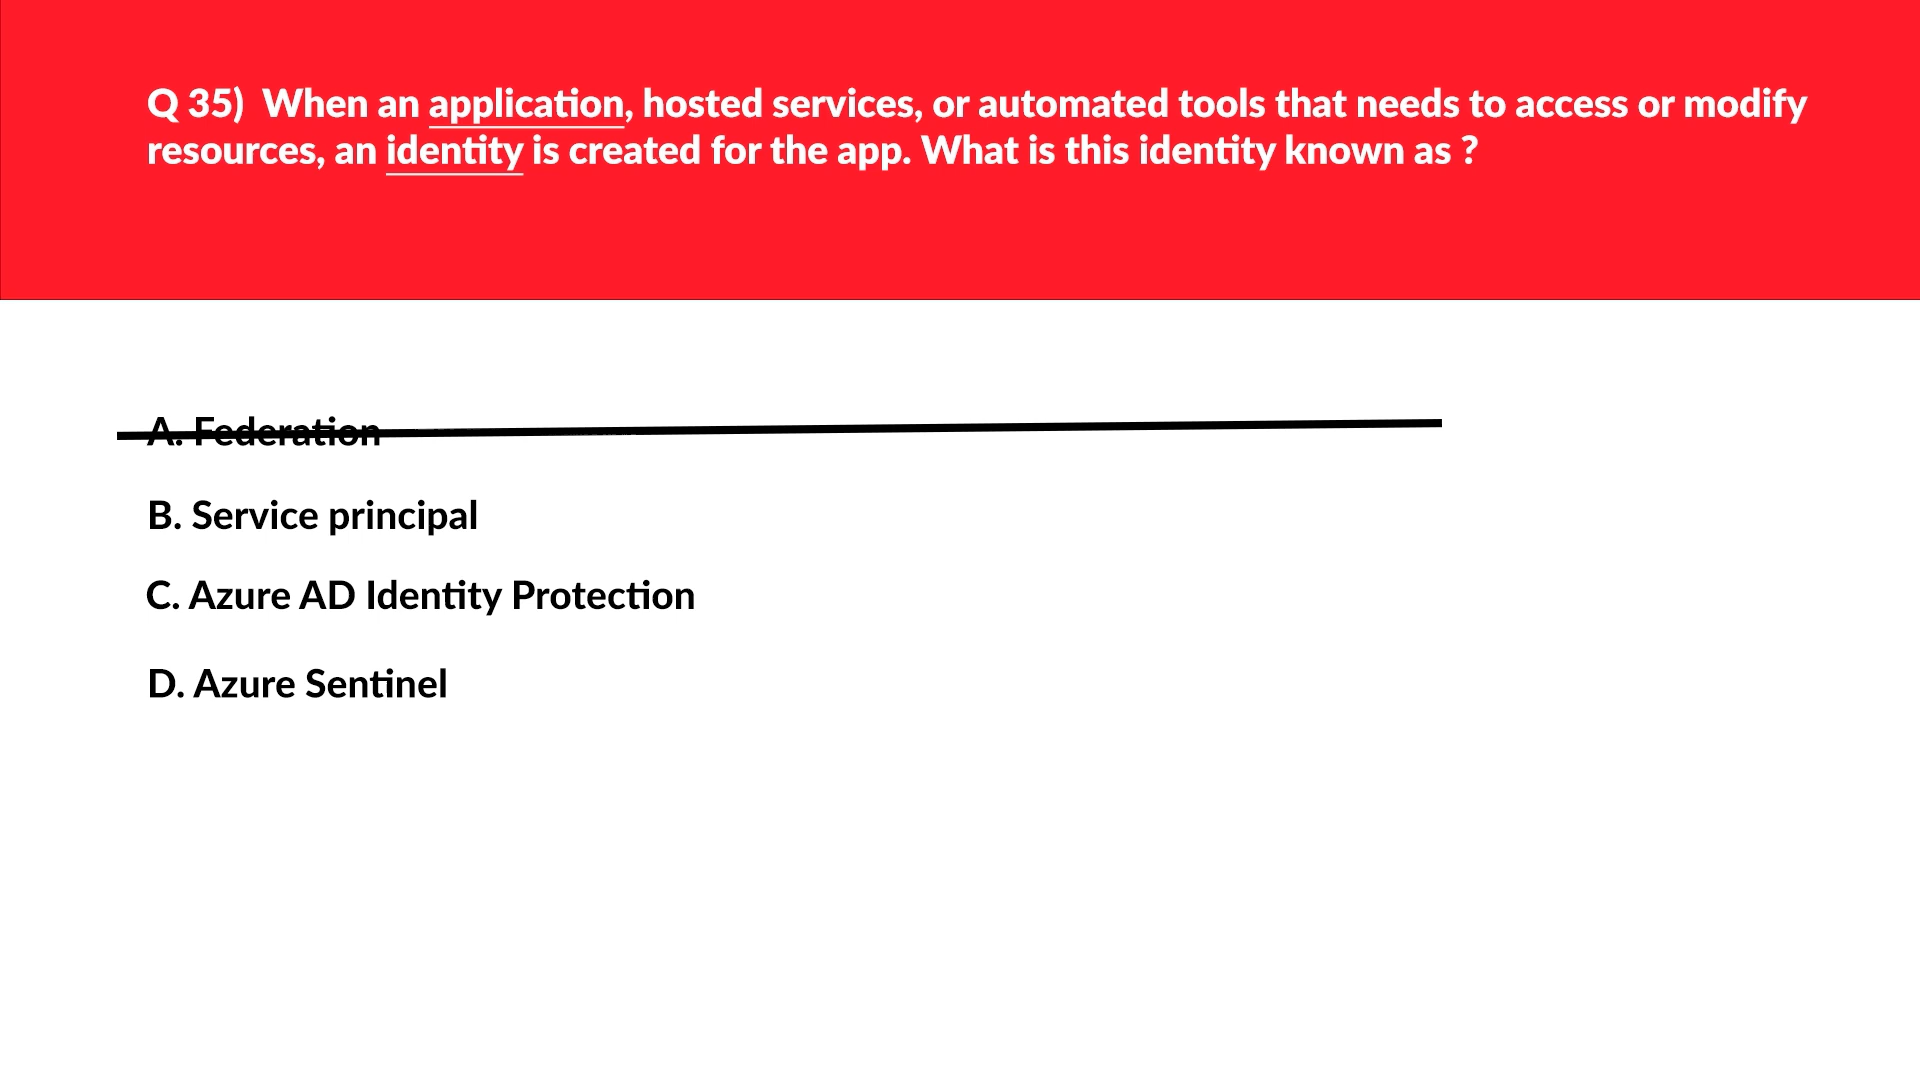 Q 35)  When an application, hosted services, or automated tools that needs to access or modify
resources, an identity is created for the app. What is this identity known as ?
A. Federation
B. Service principal
C. Azure AD Identity Protection
D. Azure Sentinel